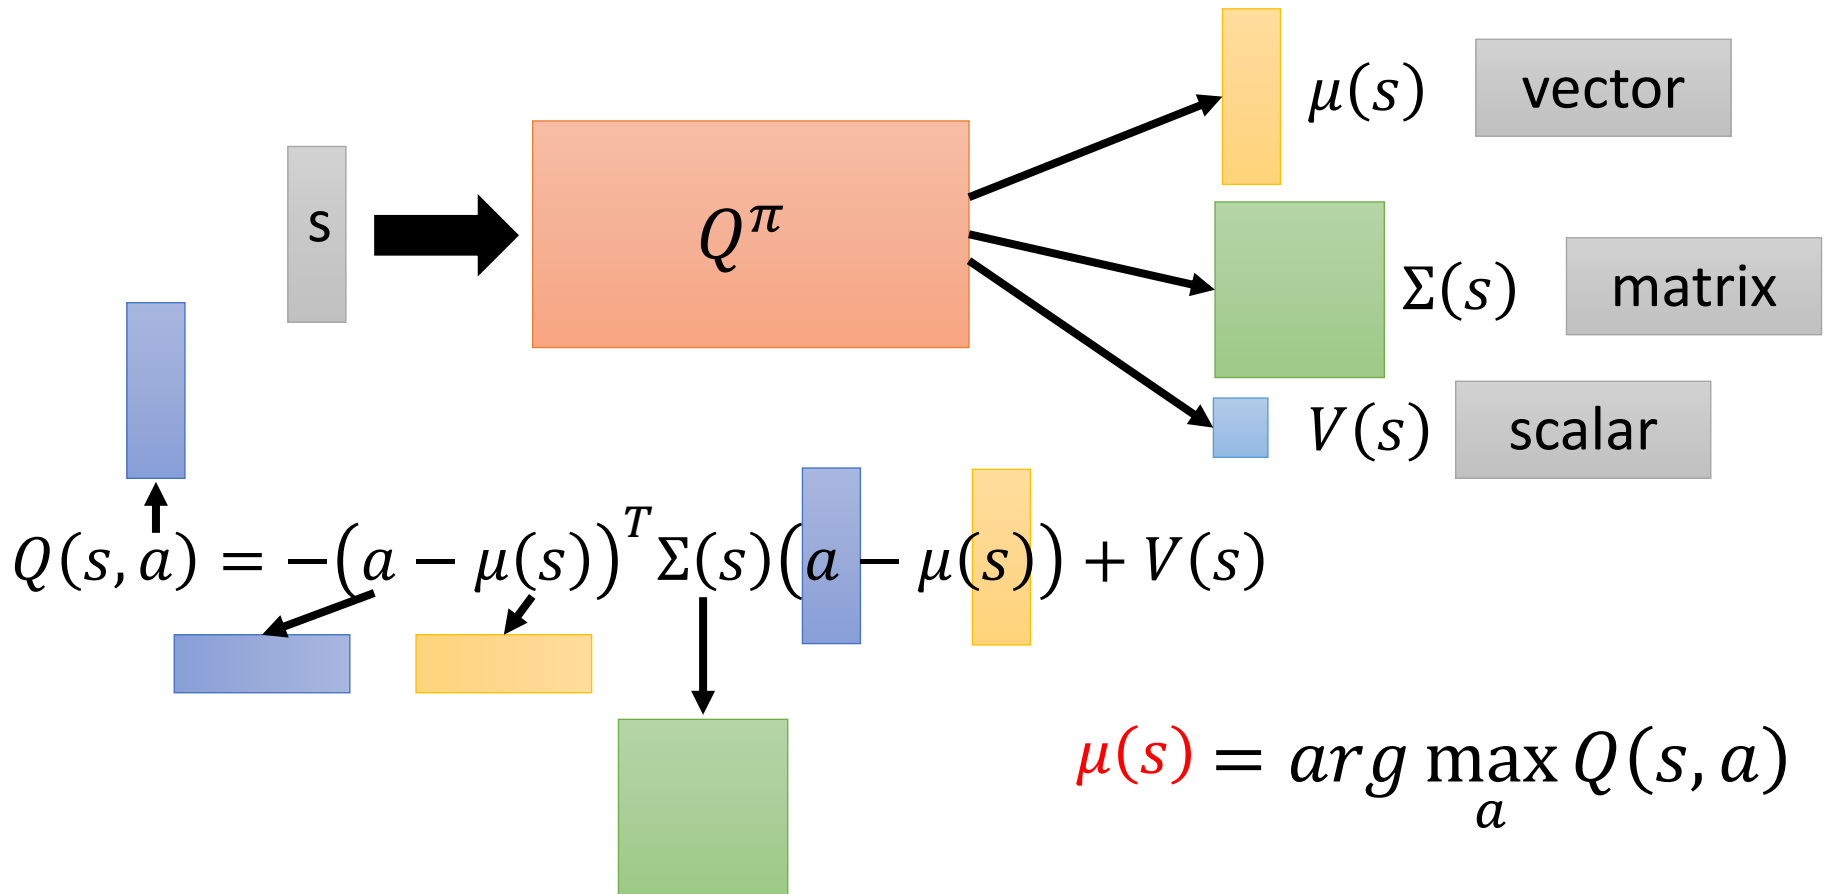 μ(s) vector
s Q^π
Σ(s) matrix
V(s) scalar
Q(s, a) = −(a − μ(s))^T Σ(s)(a − μ(s)) + V(s)
μ(s) = arg max_a Q(s, a)